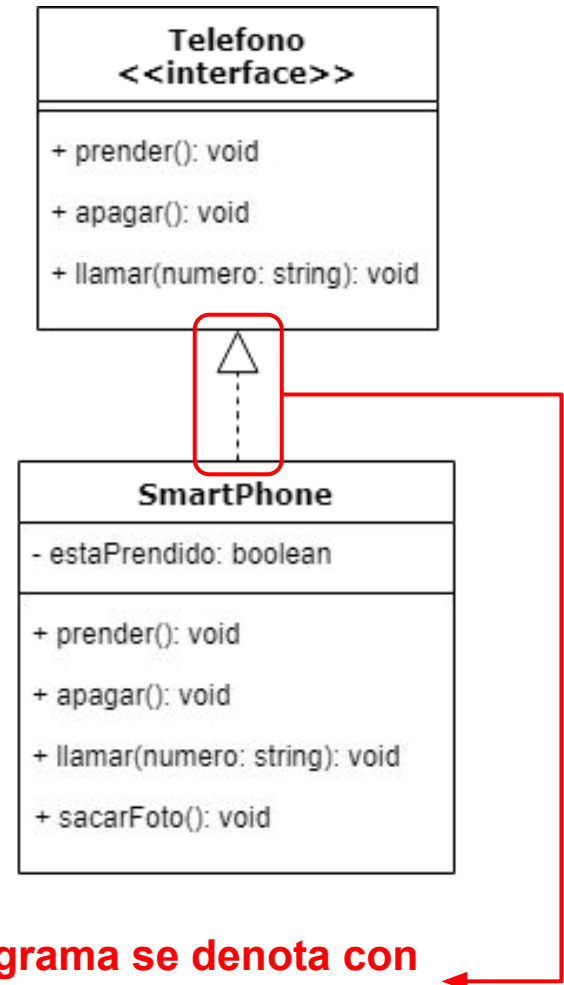 Telefono
<<interface>>
+ prender(): void
+ apagar(): void
+ llamar(numero: string): void
SmartPhone
- estaPrendido: boolean
+ prender(): void
+ apagar(): void
+ llamar(numero: string): void
+ sacarFoto(): void
grama se denota con